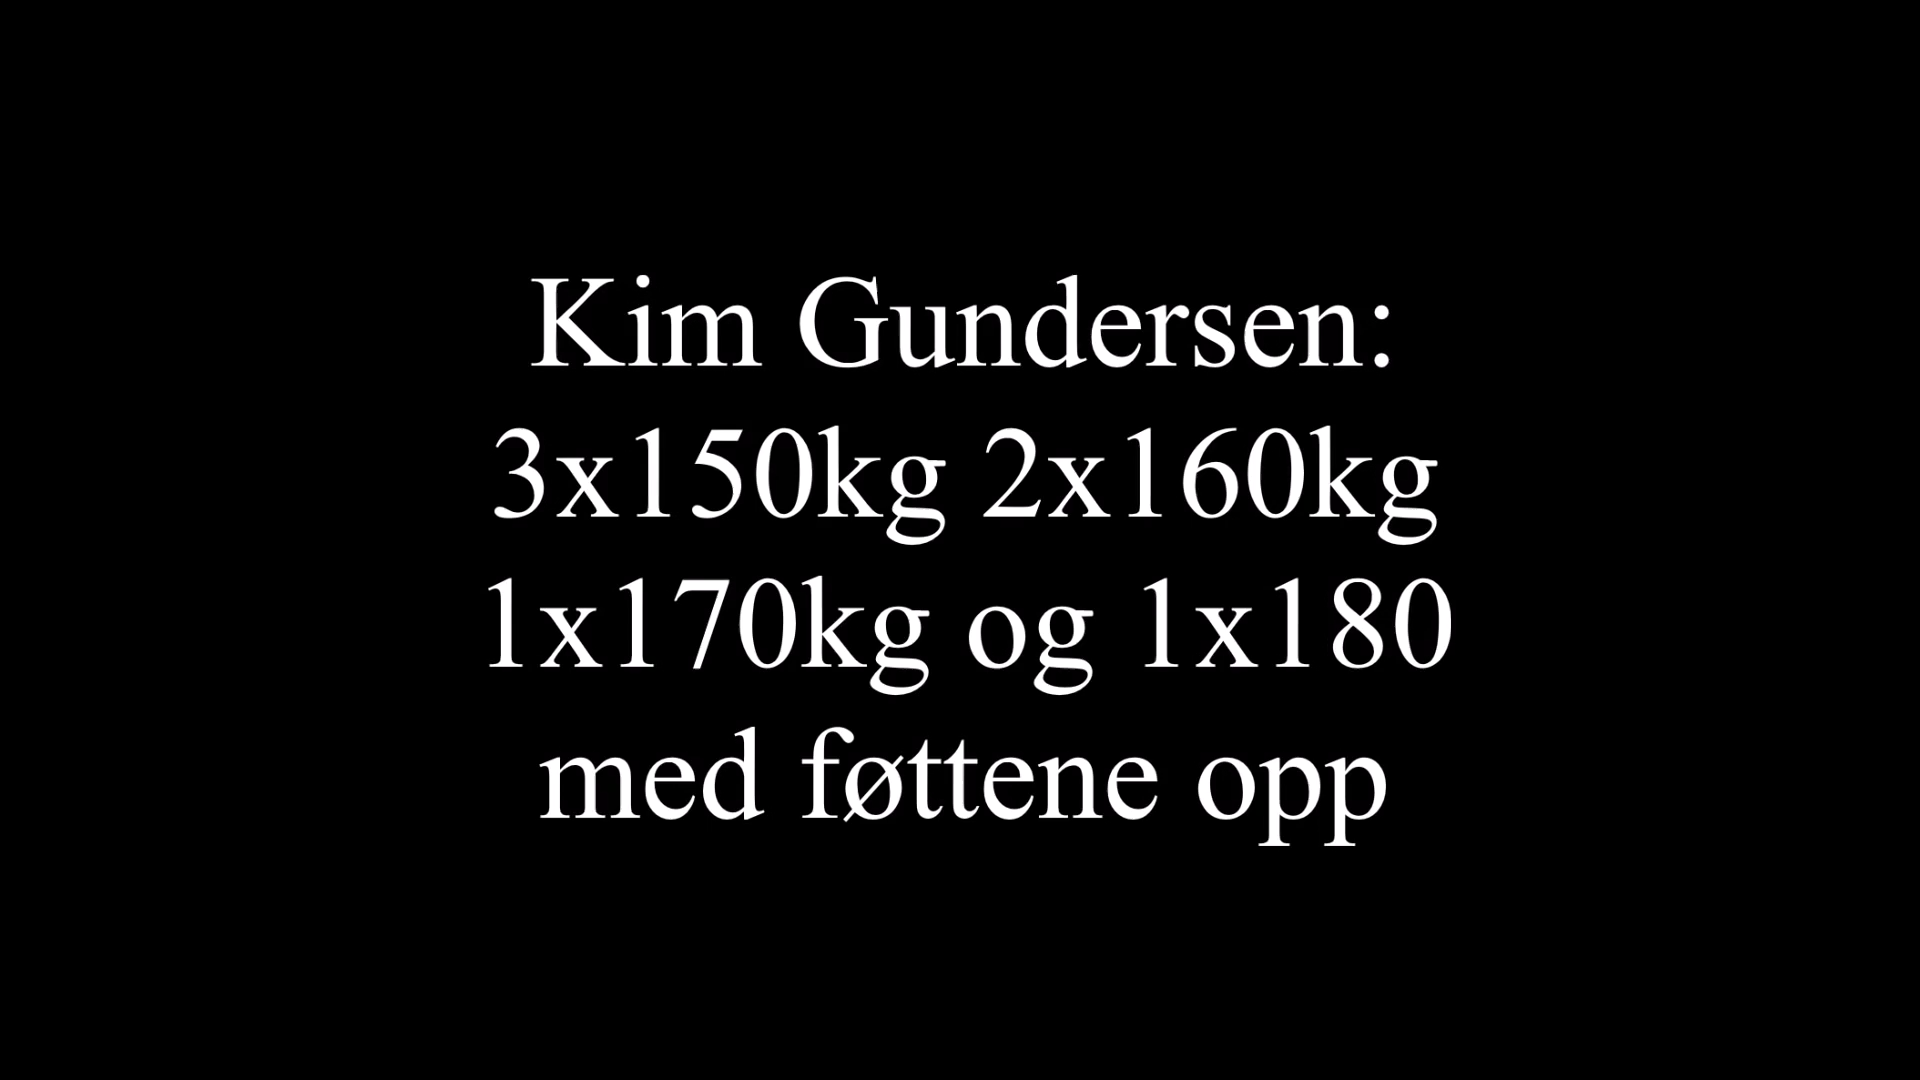 Kim Gundersen:
3x150kg 2x160kg
1x170kg og 1x180
med føttene opp